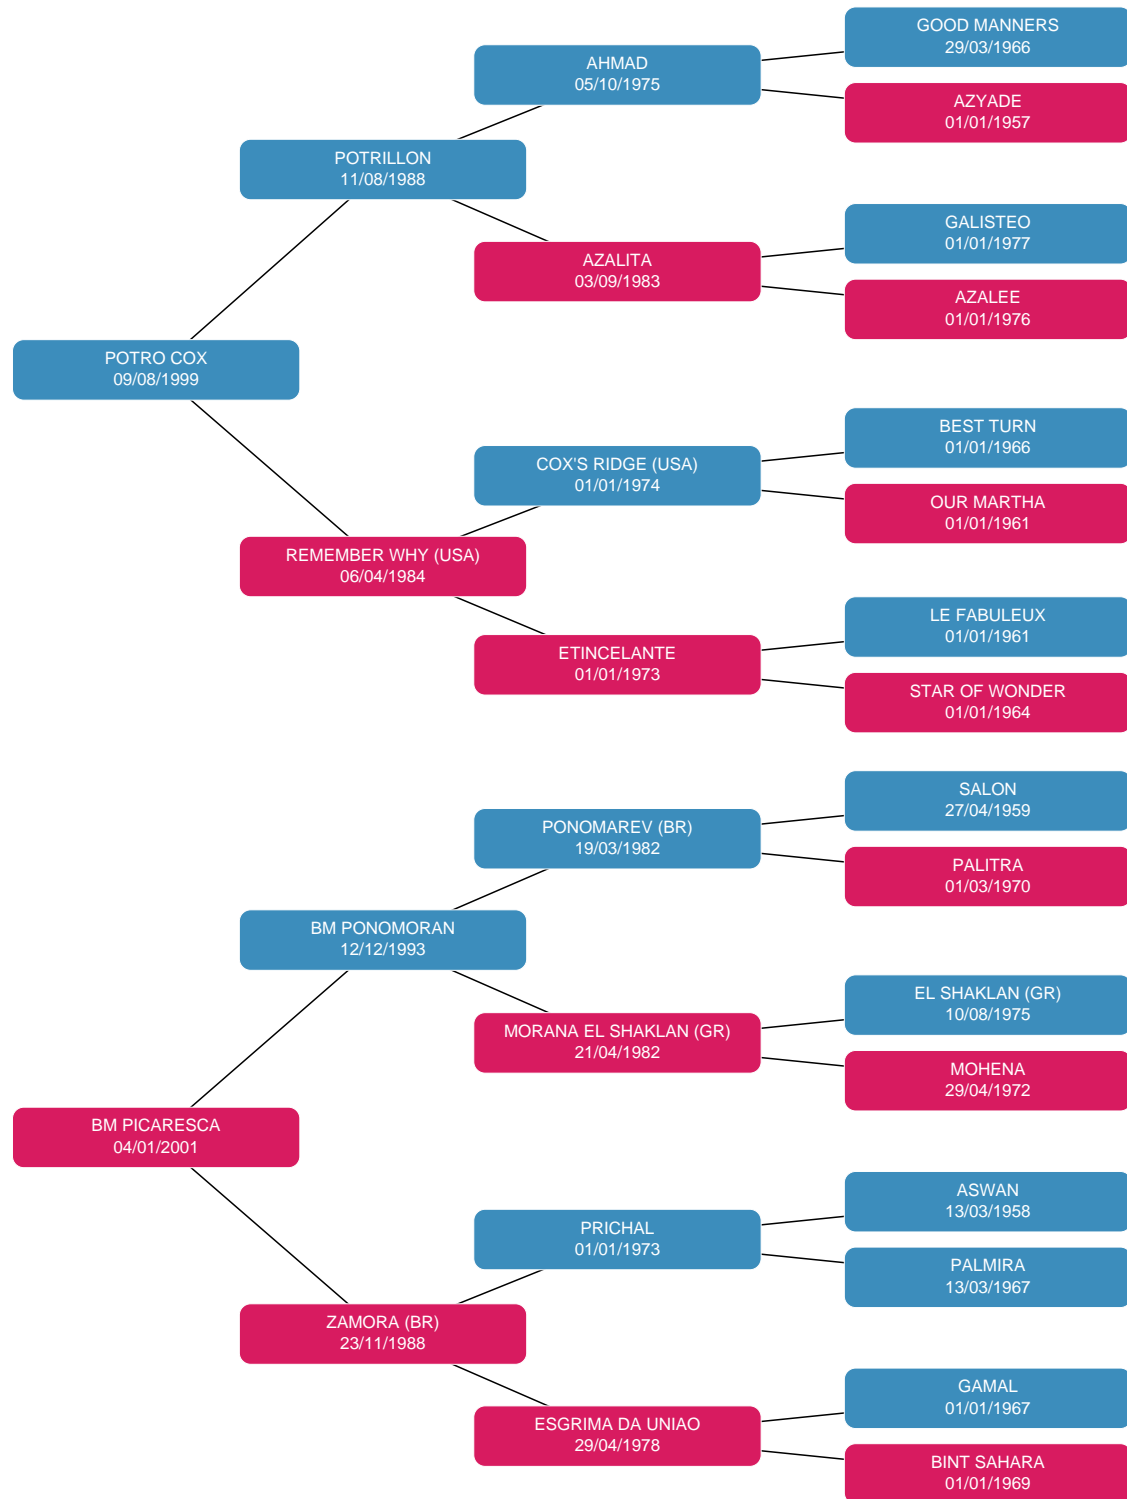 GOOD MANNERS
29/03/1966
AHMAD
05/10/1975
AZYADE
01/01/1957
POTRILLON
11/08/1988
GALISTEO
01/01/1977
AZALITA
03/09/1983
AZALEE
01/01/1976
POTRO COX
09/08/1999
BEST TURN
01/01/1966
COX'S RIDGE (USA)
01/01/1974
OUR MARTHA
01/01/1961
REMEMBER WHY (USA)
06/04/1984
LE FABULEUX
01/01/1961
ETINCELANTE
01/01/1973
STAR OF WONDER
01/01/1964
SALON
27/04/1959
PONOMAREV (BR)
19/03/1982
PALITRA
01/03/1970
BM PONOMORAN
12/12/1993
EL SHAKLAN (GR)
10/08/1975
MORANA EL SHAKLAN (GR)
21/04/1982
MOHENA
29/04/1972
BM PICARESCA
04/01/2001
ASWAN
13/03/1958
PRICHAL
01/01/1973
PALMIRA
13/03/1967
ZAMORA (BR)
23/11/1988
GAMAL
01/01/1967
ESGRIMA DA UNIAO
29/04/1978
BINT SAHARA
01/01/1969